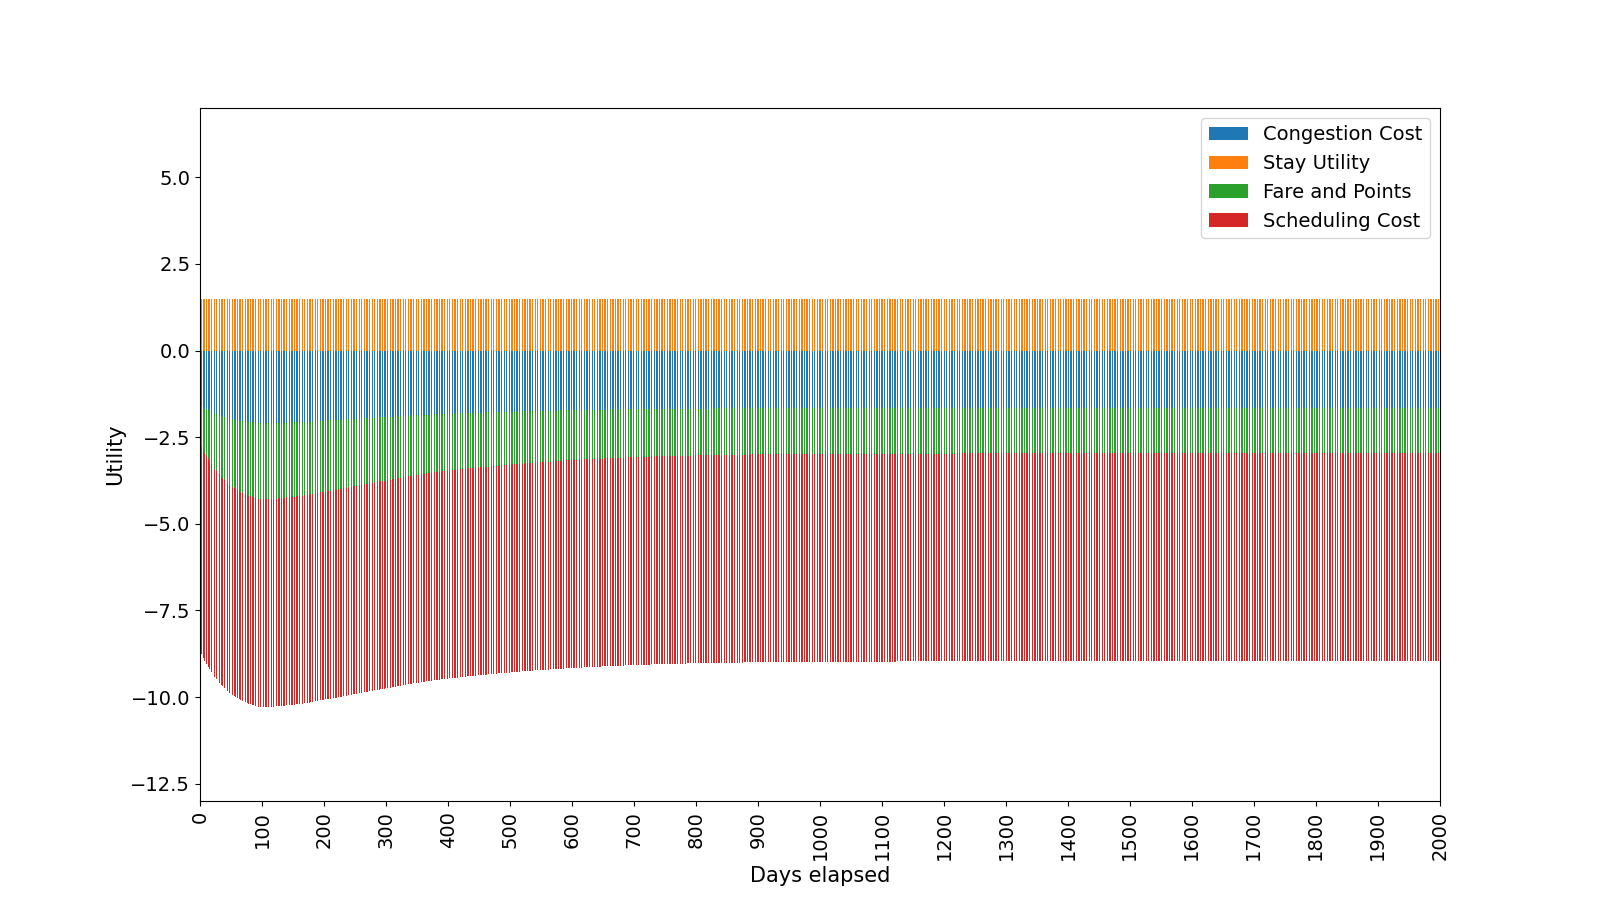 Congestion Cost
Stay Utility
Fare and Points
Scheduling Cost
5.0
2.5
0.0
−2.5
−5.0
−7.5
−10.0
−12.5
Utility
0 100 200 300 400 500 600 700 800 900 1000 1100 1200 1300 1400 1500 1600 1700 1800 1900 2000
Days elapsed